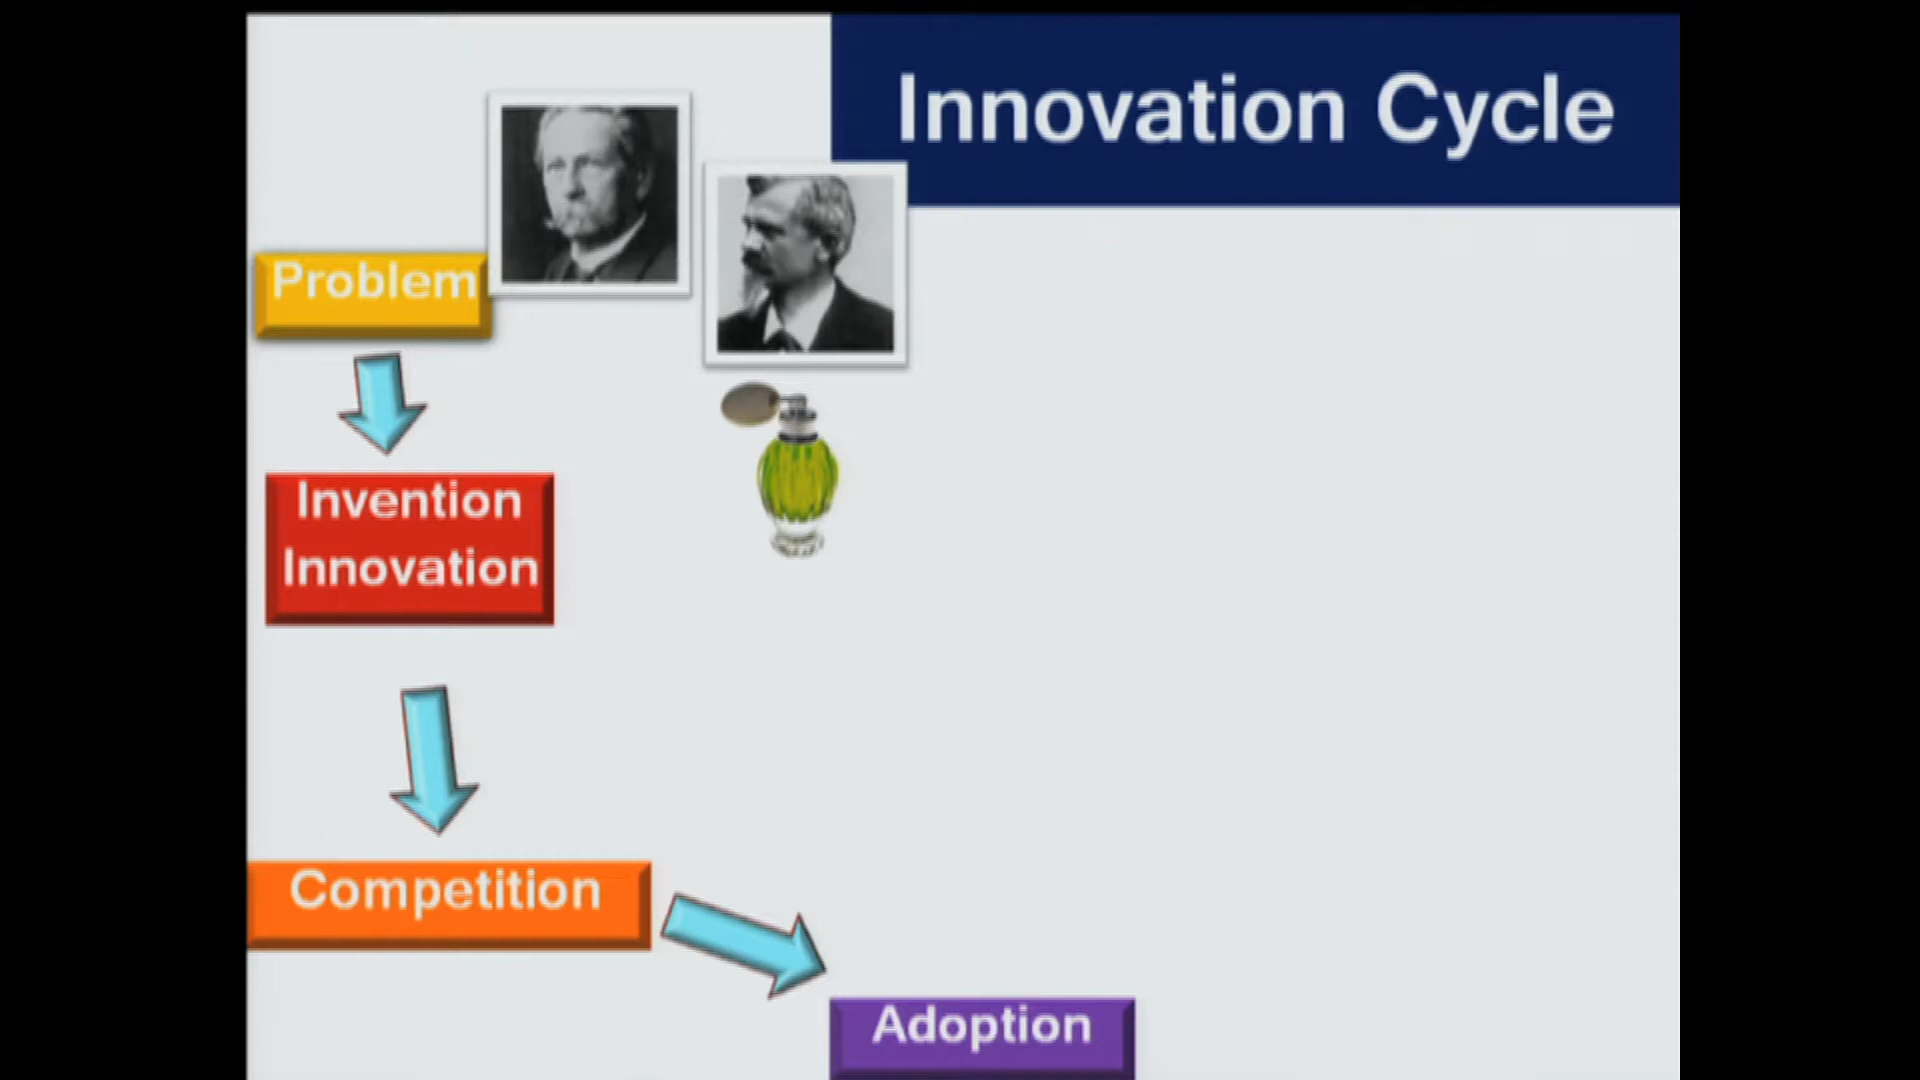 Innovation Cycle
Problem
Invention
Innovation
Competition
Adoption